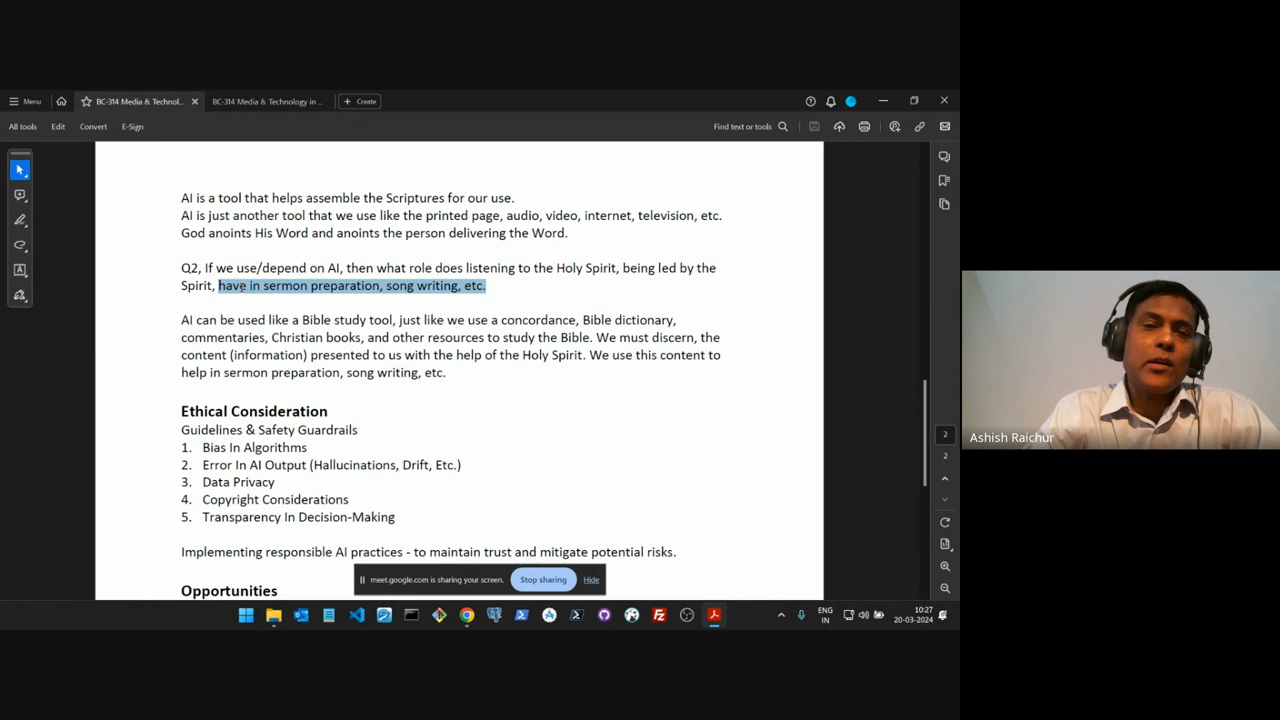 Menu
BC-314 Media & Technol...
BC-314 Media & Technology in ...
+ Create
All tools Edit Convert E-Sign
Find text or tools
AI is a tool that helps assemble the Scriptures for our use.
AI is just another tool that we use like the printed page, audio, video, internet, television, etc.
God anoints His Word and anoints the person delivering the Word.
Q2, If we use/depend on AI, then what role does listening to the Holy Spirit, being led by the
Spirit, have in sermon preparation, song writing, etc.
AI can be used like a Bible study tool, just like we use a concordance, Bible dictionary,
commentaries, Christian books, and other resources to study the Bible. We must discern, the
content (information) presented to us with the help of the Holy Spirit. We use this content to
help in sermon preparation, song writing, etc.
Ethical Consideration
Guidelines & Safety Guardrails
1. Bias In Algorithms
2. Error In AI Output (Hallucinations, Drift, Etc.)
3. Data Privacy
4. Copyright Considerations
5. Transparency In Decision-Making
Implementing responsible AI practices - to maintain trust and mitigate potential risks.
Opportunities
meet.google.com is sharing your screen. Stop sharing Hide
2
2
Ashish Raichur
ENG
IN
10:27
20-03-2024